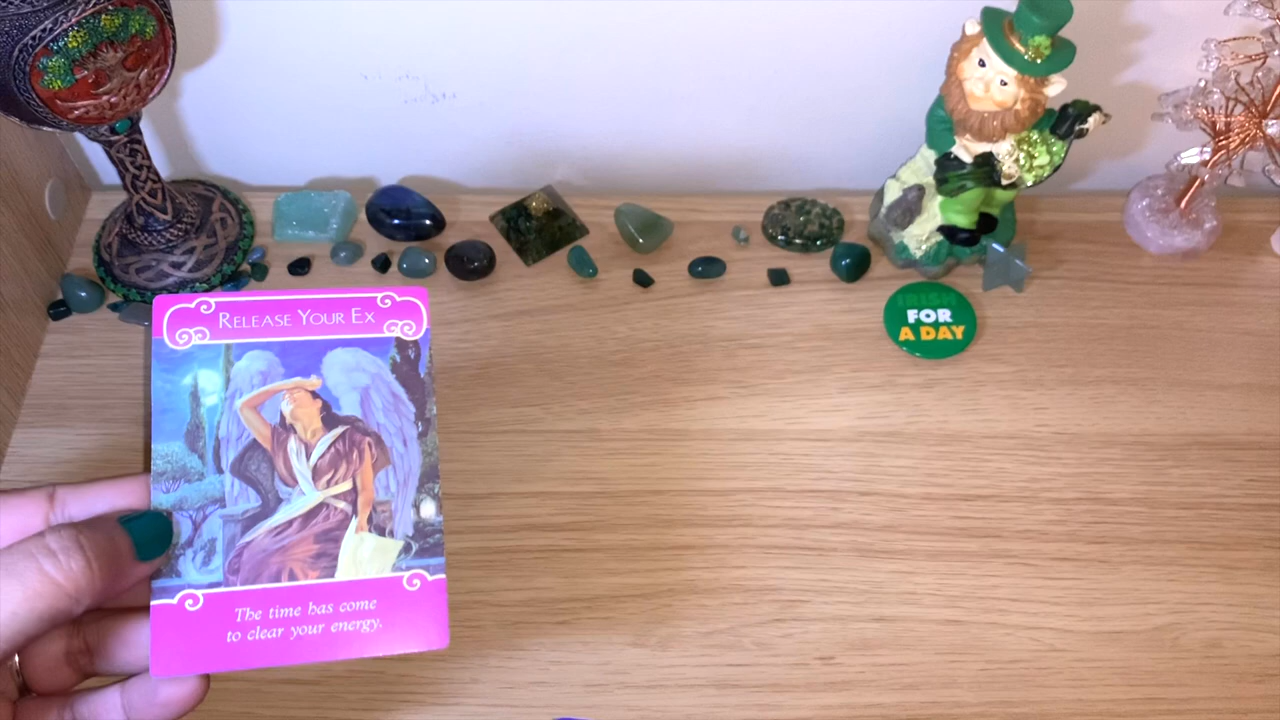 RELEASE YOUR EX
The time has come
to clear your energy.
IRISH
FOR
A DAY